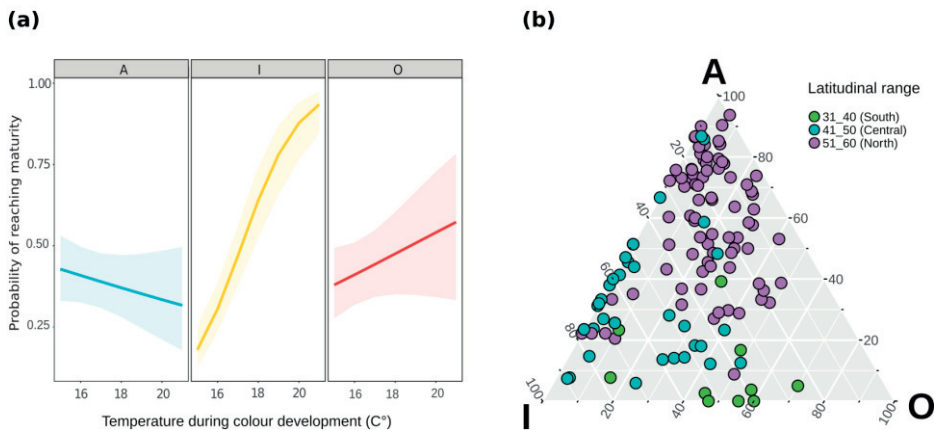 (a)
A I O
1.00
0.75
0.50
0.25
Probability of reaching maturity
16 18 20 16 18 20 16 18 20
Temperature during colour development (C°)
(b)
A
Latitudinal range
31_40 (South)
41_50 (Central)
51_60 (North)
100
80
60
40
20
20
40
60
80
100
20
40
60
80
100
I
O